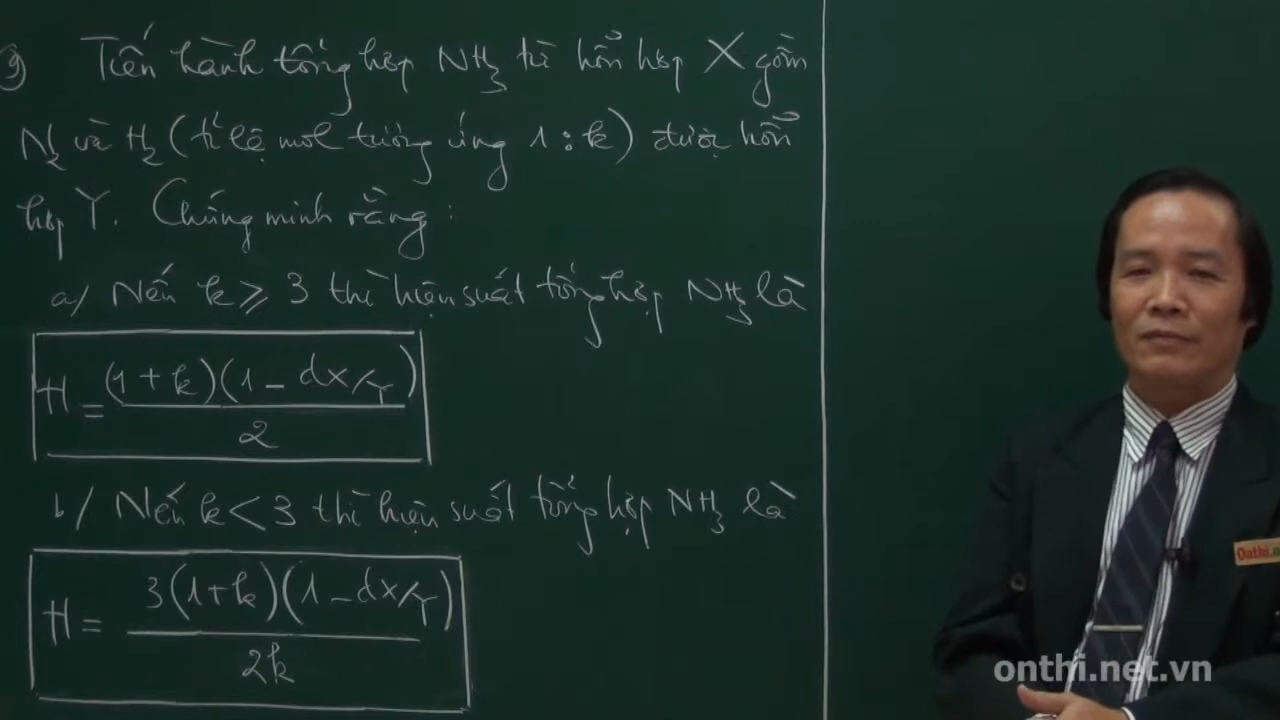 9) Tiến hành tổng hợp NH₃ từ hỗn hợp X gồm
N₂ và H₂ (tỉ lệ mol tương ứng 1 : k) được hỗn
hợp Y. Chứng minh rằng :
a/ Nếu k ⩾ 3 thì hiệu suất tổng hợp NH₃ là
H = (1 + k)(1 - dX/Y) / 2
b/ Nếu k < 3 thì hiệu suất tổng hợp NH₃ là
H = 3(1+k)(1 - dX/Y) / 2k
onthi.net.vn